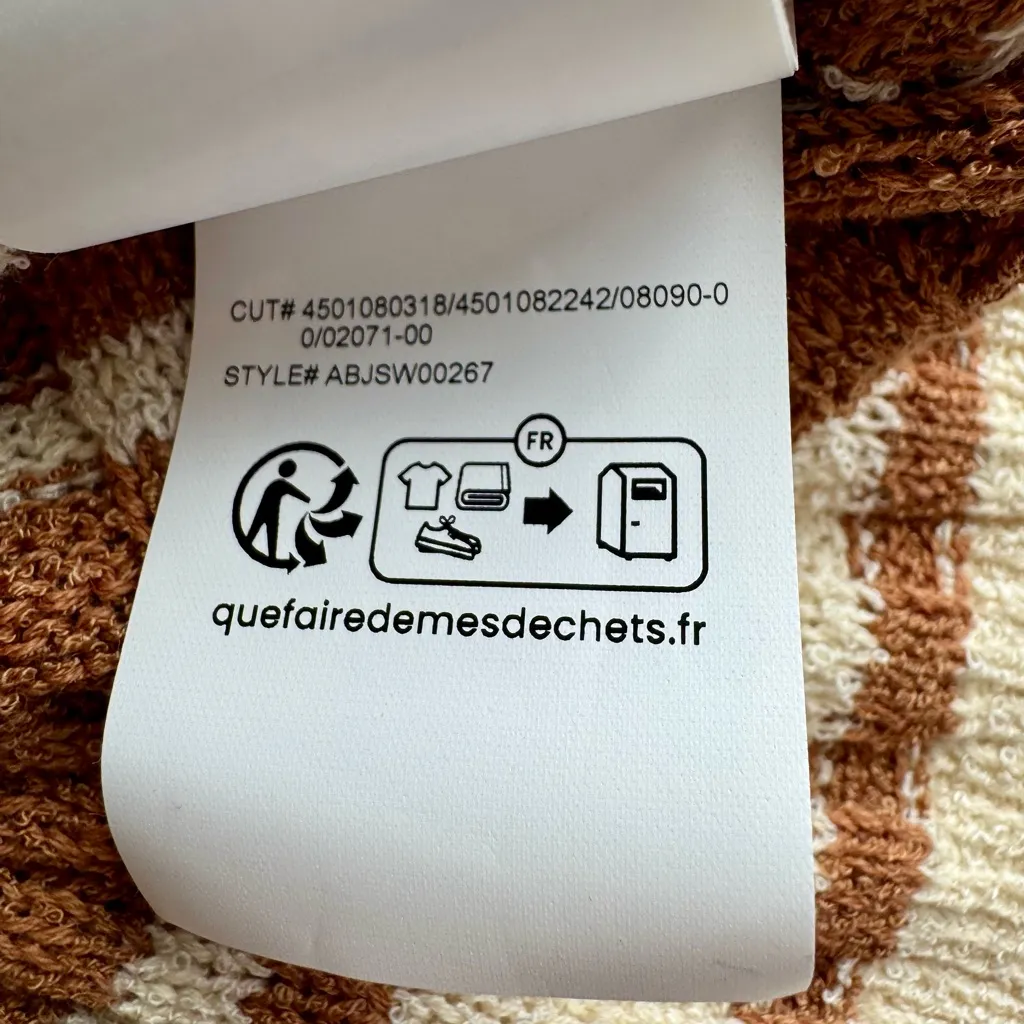 CUT# 4501080318/4501082242/08090-0
0/02071-00
STYLE# ABJSW00267
FR
quefairedemesdechets.fr